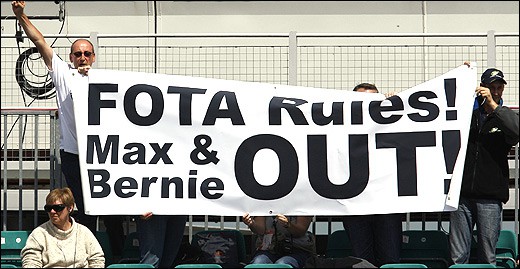 FOTA Rules!
Max &
Bernie OUT!